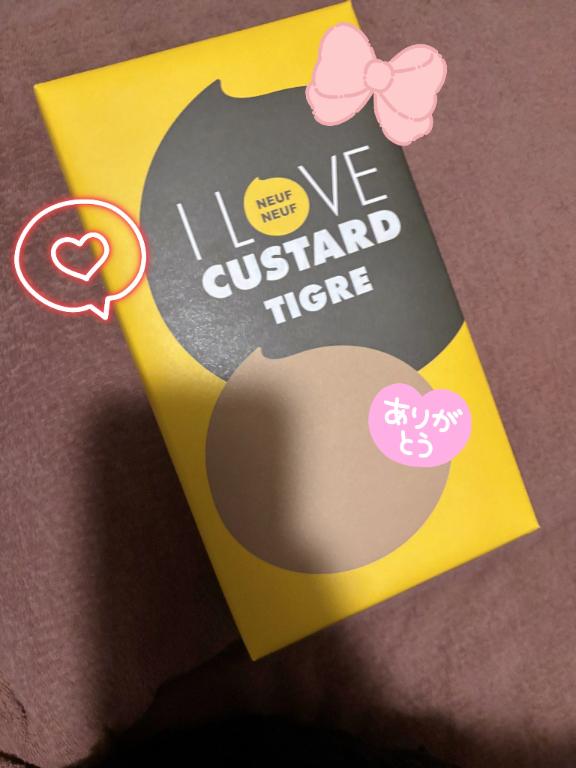 I LOVE
NEUF
NEUF
CUSTARD
TIGRE
ありが
とう